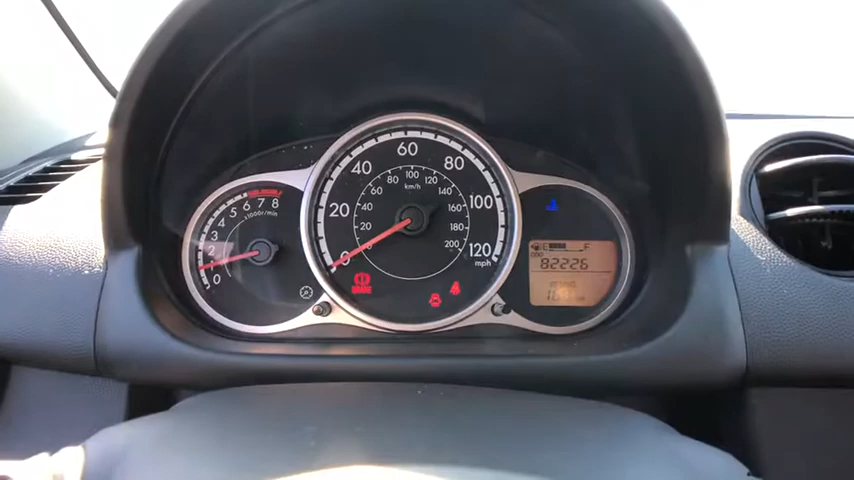 0 1 2 3 4 5 6 7 8
x1000r/min
0 20 40 60 80 100 120
mph
20 40 60 80 100 120 140 160 180 200
km/h
BRAKE
E F
ODO
82226